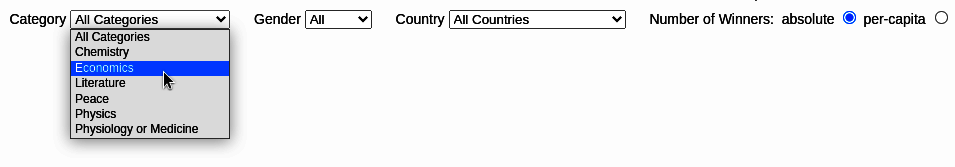 Category All Categories Gender All Country All Countries Number of Winners: absolute per-capita
All Categories
Chemistry
Economics
Literature
Peace
Physics
Physiology or Medicine